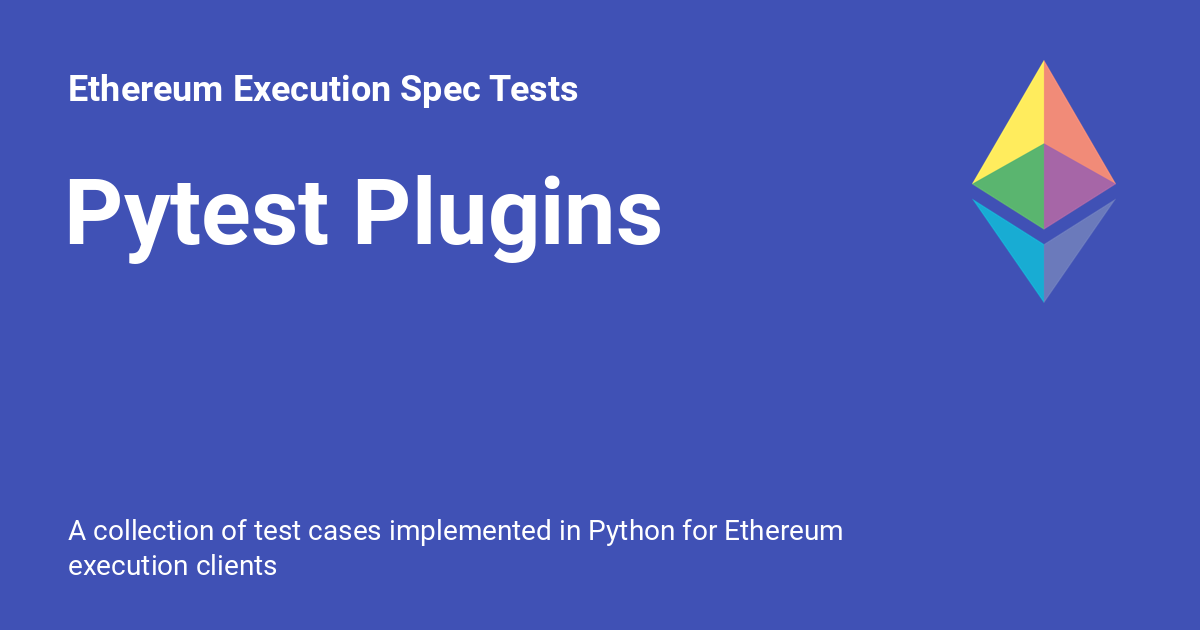 Ethereum Execution Spec Tests
Pytest Plugins
A collection of test cases implemented in Python for Ethereum
execution clients